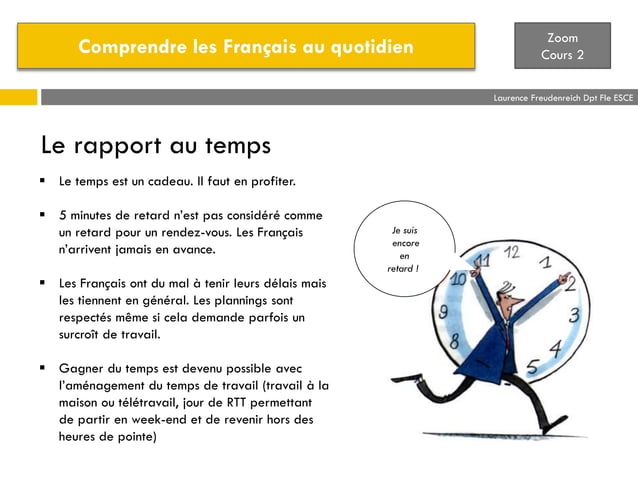 Comprendre les Français au quotidien
Zoom
Cours 2
Laurence Freudenreich Dpt Fle ESCE
Le rapport au temps
▪ Le temps est un cadeau. Il faut en profiter.
▪ 5 minutes de retard n’est pas considéré comme
un retard pour un rendez-vous. Les Français
n’arrivent jamais en avance.
▪ Les Français ont du mal à tenir leurs délais mais
les tiennent en général. Les plannings sont
respectés même si cela demande parfois un
surcroît de travail.
▪ Gagner du temps est devenu possible avec
l’aménagement du temps de travail (travail à la
maison ou télétravail, jour de RTT permettant
de partir en week-end et de revenir hors des
heures de pointe)
Je suis
encore
en
retard !
11 12 1
10 2
9
8 5